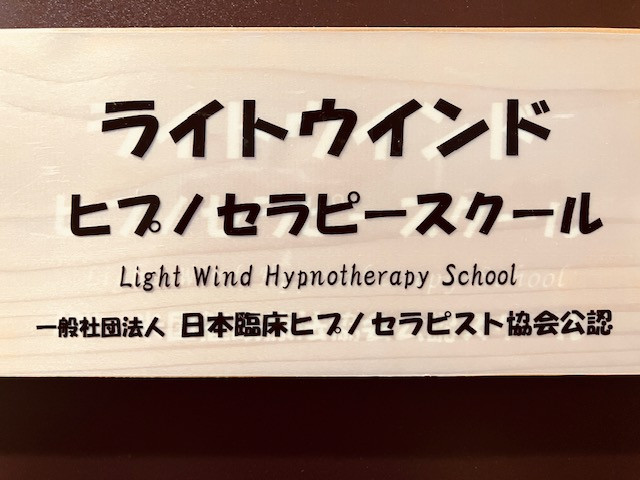 ライトウインド
ヒプノセラピースクール
Light Wind Hypnotherapy School
一般社団法人 日本臨床ヒプノセラピスト協会公認